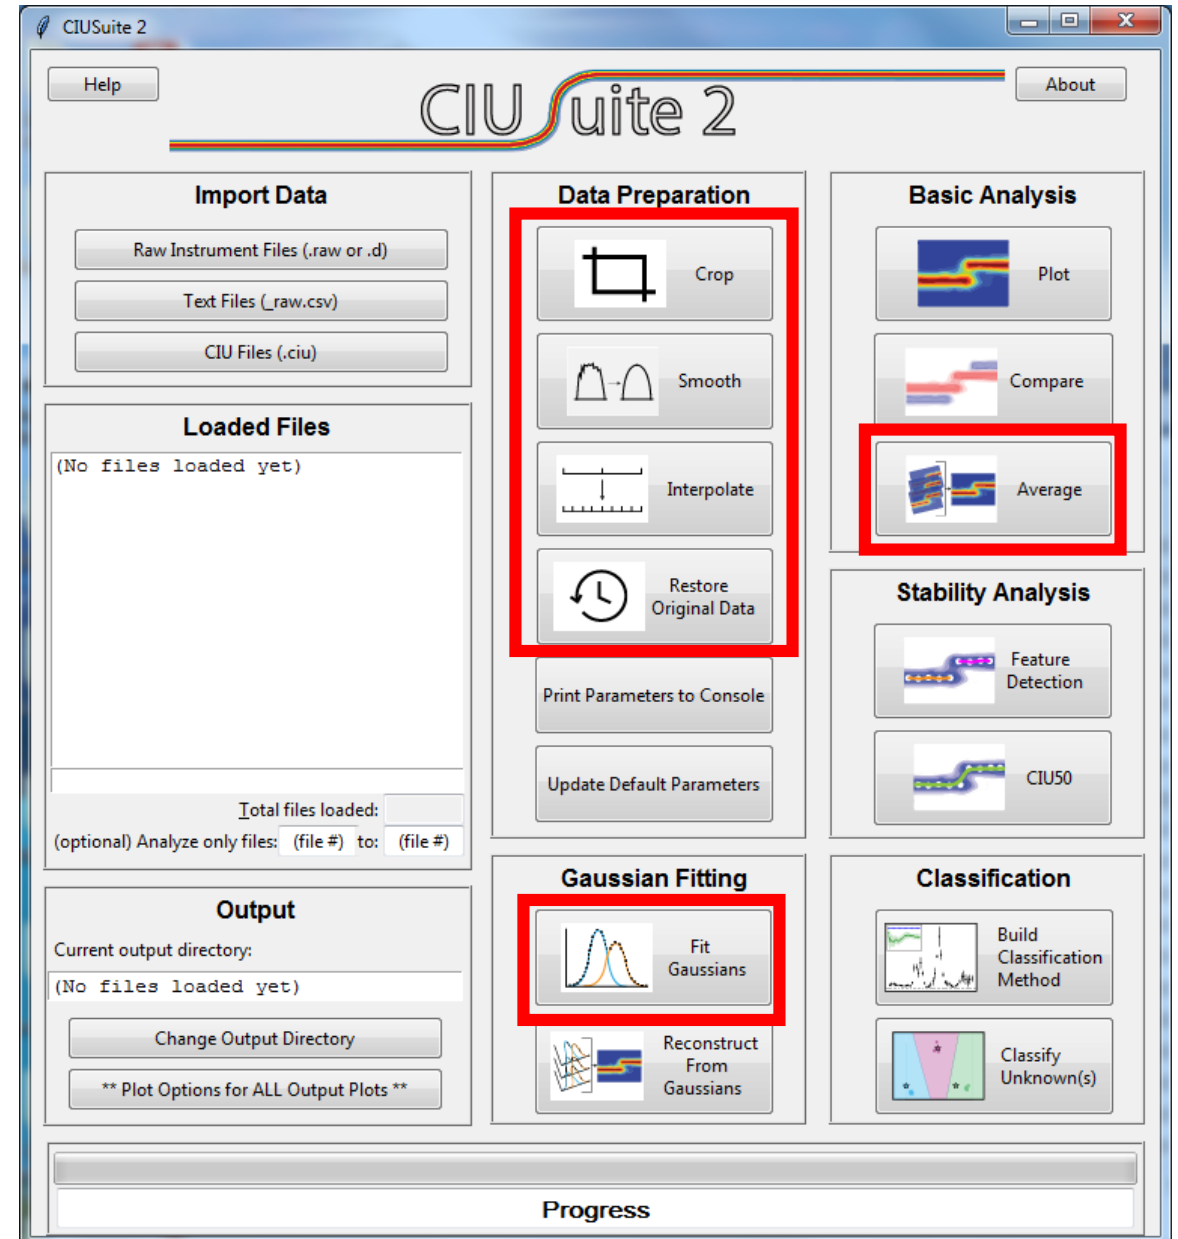 CIUSuite 2
Help
CIUSuite 2
About
Import Data
Raw Instrument Files (.raw or .d)
Text Files (_raw.csv)
CIU Files (.ciu)
Loaded Files
(No files loaded yet)
Total files loaded:
(optional) Analyze only files: (file #) to: (file #)
Output
Current output directory:
(No files loaded yet)
Change Output Directory
** Plot Options for ALL Output Plots **
Data Preparation
Crop
Smooth
Interpolate
Restore
Original Data
Print Parameters to Console
Update Default Parameters
Gaussian Fitting
Fit
Gaussians
Reconstruct
From
Gaussians
Basic Analysis
Plot
Compare
Average
Stability Analysis
Feature
Detection
CIU50
Classification
Build
Classification
Method
Classify
Unknown(s)
Progress